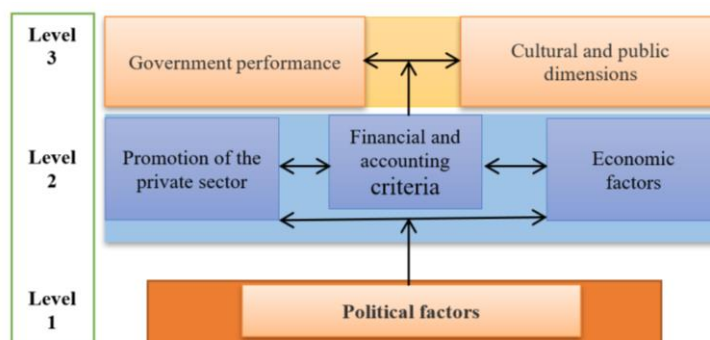 Level
3
Government performance
Cultural and public
dimensions
Level
2
Promotion of the
private sector
Financial and
accounting
criteria
Economic
factors
Level
1
Political factors